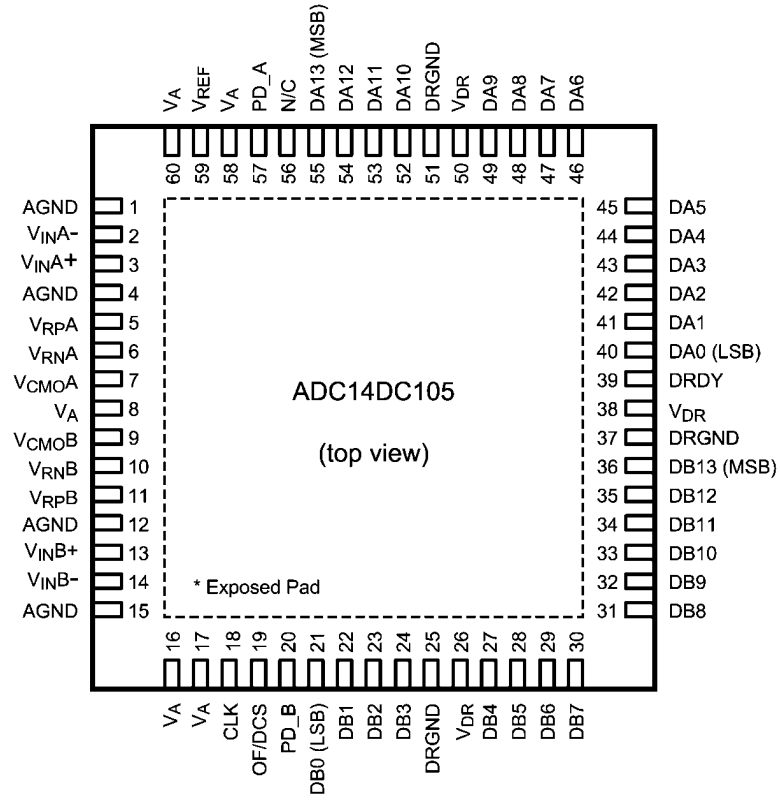 VA VREF VA PD_A N/C DA13 (MSB) DA12 DA11 DA10 DRGND VDR DA9 DA8 DA7 DA6
60 59 58 57 56 55 54 53 52 51 50 49 48 47 46
AGND 1 45 DA5
VINA- 2 44 DA4
VINA+ 3 43 DA3
AGND 4 42 DA2
VRPA 5 41 DA1
VRNA 6 40 DA0 (LSB)
VCMOA 7 39 DRDY
VA 8 38 VDR
VCMOB 9 37 DRGND
VRNB 10 36 DB13 (MSB)
VRPB 11 35 DB12
AGND 12 34 DB11
VINB+ 13 33 DB10
VINB- 14 32 DB9
AGND 15 31 DB8
ADC14DC105
(top view)
* Exposed Pad
16 17 18 19 20 21 22 23 24 25 26 27 28 29 30
VA VA CLK OF/DCS PD_B DB0 (LSB) DB1 DB2 DB3 DRGND VDR DB4 DB5 DB6 DB7